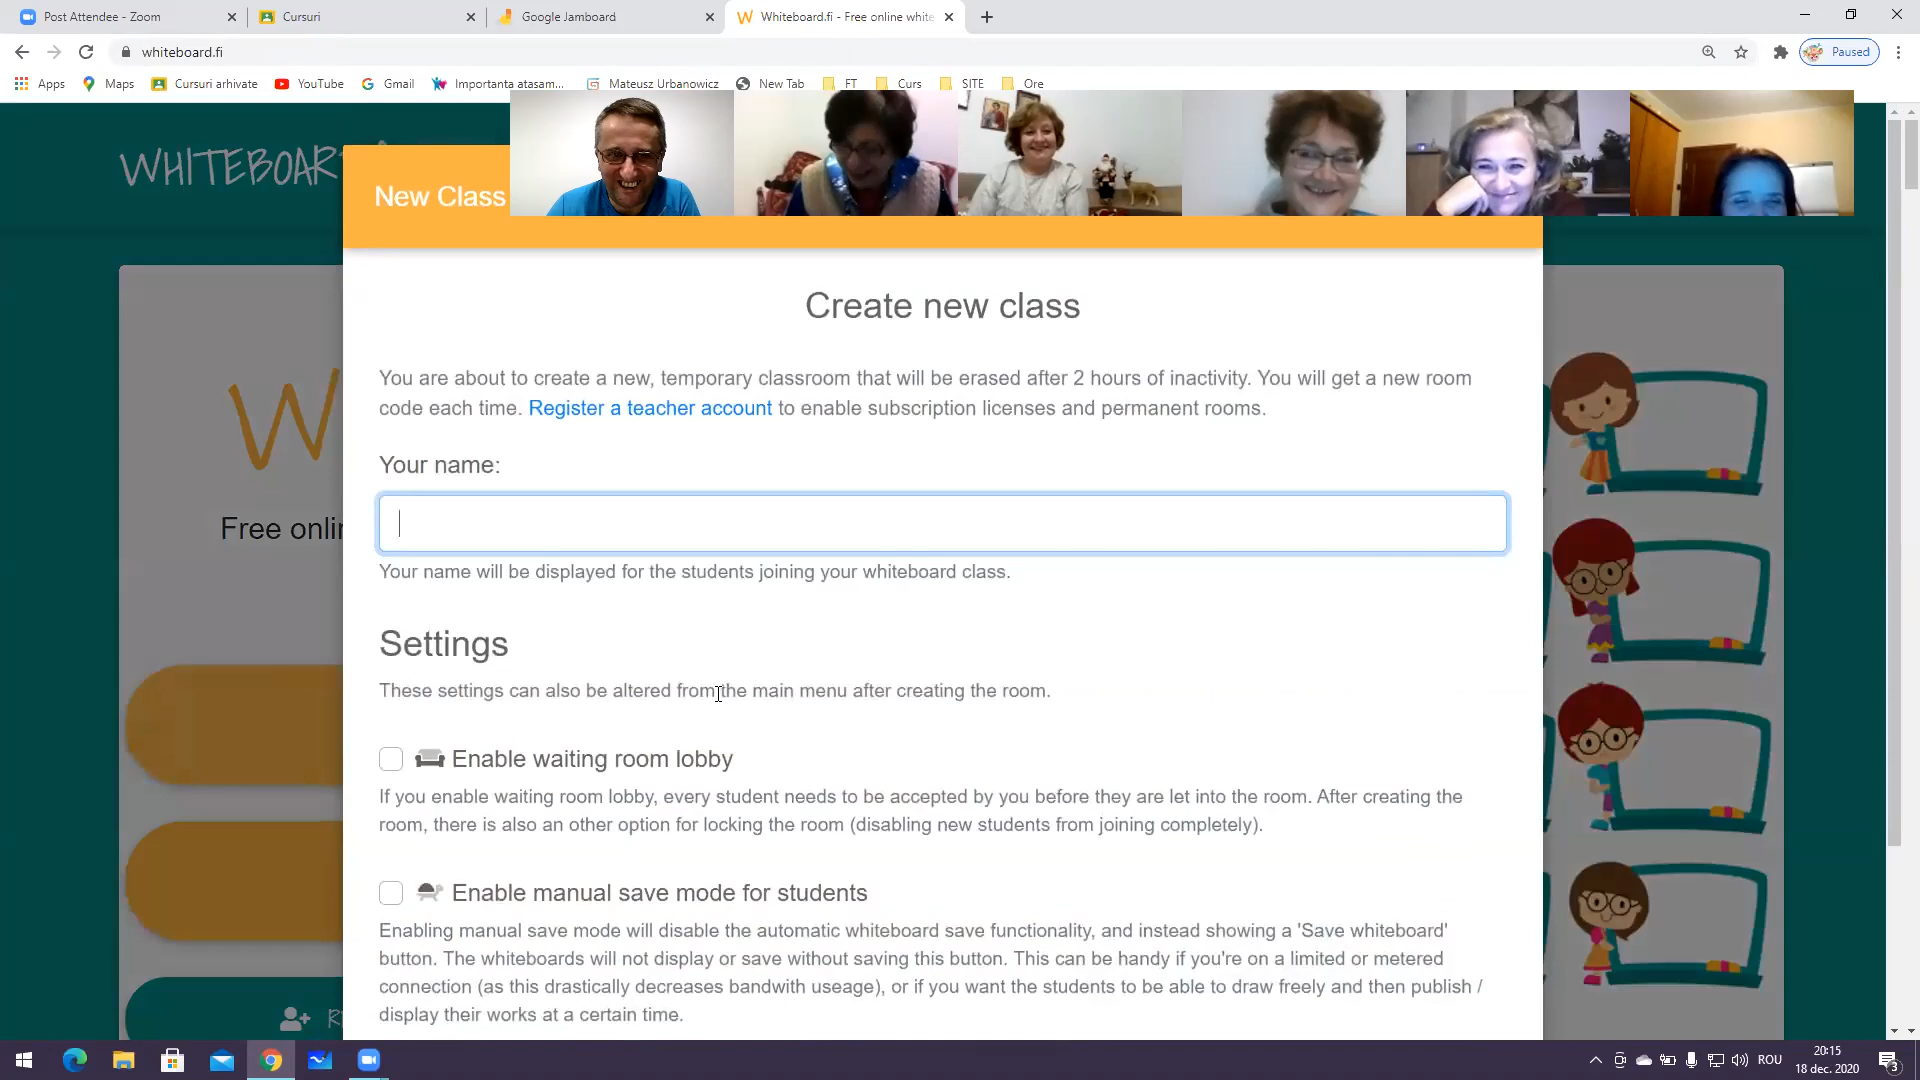 Post Attendee - Zoom
Cursuri
Google Jamboard
Whiteboard.fi - Free online white
whiteboard.fi
Paused
Apps
Maps
Cursuri arhivate
YouTube
Gmail
Importanta atasam...
Mateusz Urbanowicz
New Tab
FT
Curs
SITE
Ore
WHITEBOAR
New Class
Create new class
You are about to create a new, temporary classroom that will be erased after 2 hours of inactivity. You will get a new room
code each time. Register a teacher account to enable subscription licenses and permanent rooms.
Your name:
W
Free onli
Your name will be displayed for the students joining your whiteboard class.
Settings
These settings can also be altered from the main menu after creating the room.
Enable waiting room lobby
If you enable waiting room lobby, every student needs to be accepted by you before they are let into the room. After creating the
room, there is also an other option for locking the room (disabling new students from joining completely).
Enable manual save mode for students
Enabling manual save mode will disable the automatic whiteboard save functionality, and instead showing a 'Save whiteboard'
button. The whiteboards will not display or save without saving this button. This can be handy if you're on a limited or metered
connection (as this drastically decreases bandwith useage), or if you want the students to be able to draw freely and then publish /
display their works at a certain time.
ROU
20:15
18 dec. 2020
3